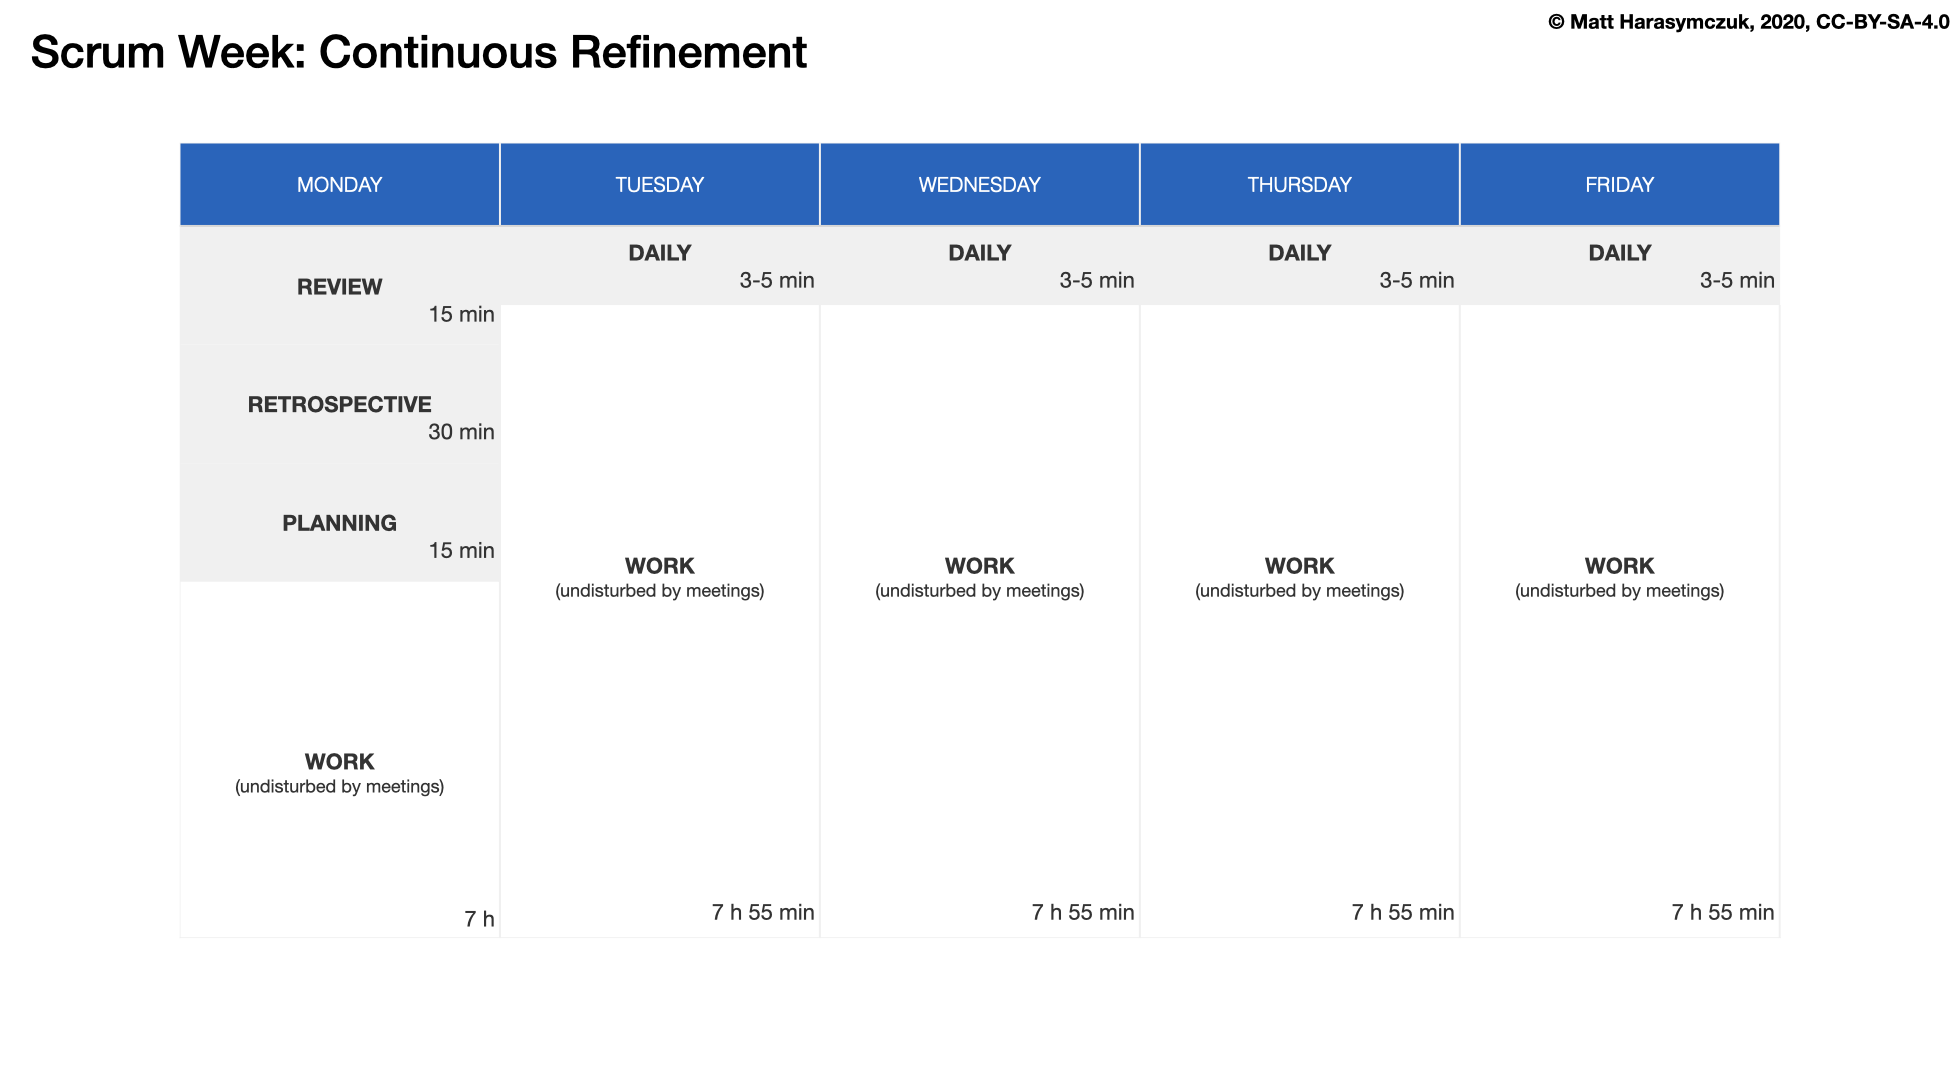 © Matt Harasymczuk, 2020, CC-BY-SA-4.0
Scrum Week: Continuous Refinement
MONDAY
TUESDAY
WEDNESDAY
THURSDAY
FRIDAY
REVIEW
15 min
RETROSPECTIVE
30 min
PLANNING
15 min
WORK
(undisturbed by meetings)
7 h
DAILY
3-5 min
WORK
(undisturbed by meetings)
7 h 55 min
DAILY
3-5 min
WORK
(undisturbed by meetings)
7 h 55 min
DAILY
3-5 min
WORK
(undisturbed by meetings)
7 h 55 min
DAILY
3-5 min
WORK
(undisturbed by meetings)
7 h 55 min